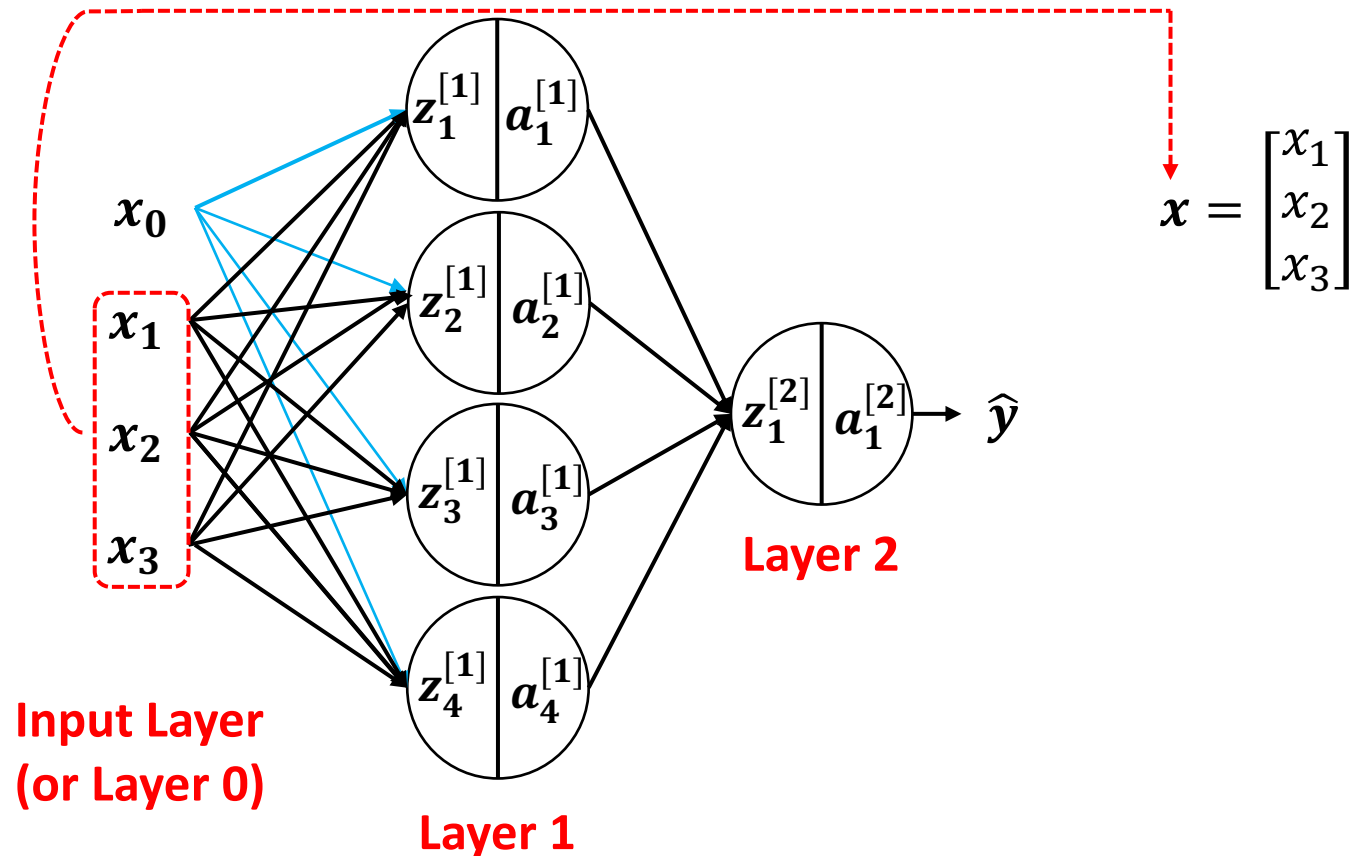 x₀
x₁
x₂
x₃
Input Layer
(or Layer 0)
z₁^[1] a₁^[1]
z₂^[1] a₂^[1]
z₃^[1] a₃^[1]
z₄^[1] a₄^[1]
Layer 1
z₁^[2] a₁^[2]
Layer 2
ŷ
x = [x₁
x₂
x₃]